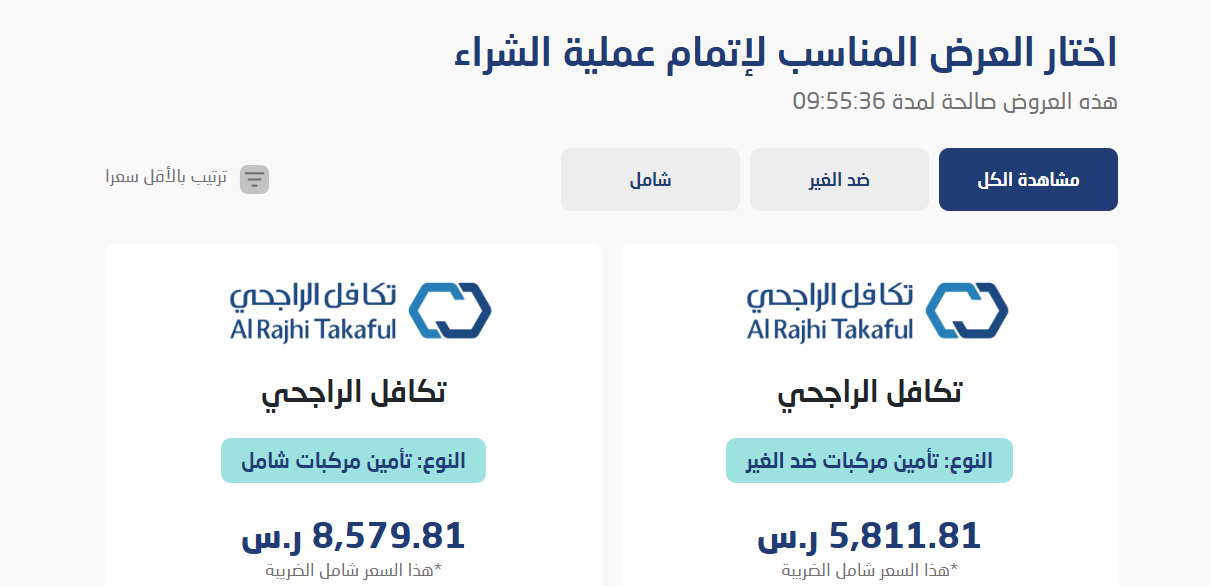 اختار العرض المناسب لإتمام عملية الشراء
هذه العروض صالحة لمدة 09:55:36
مشاهدة الكل
ضد الغير
شامل
ترتيب بالأقل سعرا
تكافل الراجحي
Al Rajhi Takaful
تكافل الراجحي
النوع: تأمين مركبات ضد الغير
5,811.81 ر.س
*هذا السعر شامل الضريبة
تكافل الراجحي
Al Rajhi Takaful
تكافل الراجحي
النوع: تأمين مركبات شامل
8,579.81 ر.س
*هذا السعر شامل الضريبة